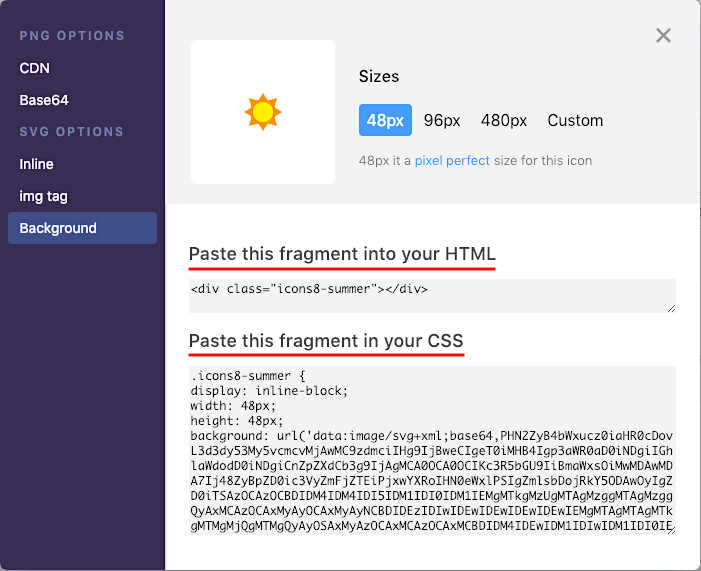 PNG OPTIONS
CDN
Base64
SVG OPTIONS
Inline
img tag
Background
Sizes
48px 96px 480px Custom
48px it a pixel perfect size for this icon
Paste this fragment into your HTML
<div class="icons8-summer"></div>
Paste this fragment in your CSS
.icons8-summer {
display: inline-block;
width: 48px;
height: 48px;
background: url('data:image/svg+xml;base64,PHN2ZyB4bWxucz0iaHR0cDov
L3d3dy53My5vcmcvMjAwMC9zdmciIHg9IjBweCIgeT0iMHB4Igp3aWR0aD0iNDgiIGh
laWdodD0iNDgiCnZpZXdCb3g9IjAgMCA0OCA0OCIKc3R5bGU9IiBmaWxsOiMwMDAwMD
A7Ij48ZyBpZD0ic3VyZmFjZTEiPjxwYXRoIHN0eWxlPSIgZmlsbDojRkY5ODAwOyIgZ
D0iTSAzOCAzOCBDIDM4IDM4IDI5IDM1IDI0IDM1IEMgMTkgMzUgMTAgMzggMTAgMzgg
QyAxMCAzOCAxMyAyOCAxMyAyNCBDIDEzIDIwIDEwIDEwIDEwIDEwIEMgMTAgMTAgMTk
gMTMgMjQgMTMgQyAyOSAxMyAzOCAxMCAzOCAxMCBDIDM4IDEwIDM1IDIwIDM1IDI0IE